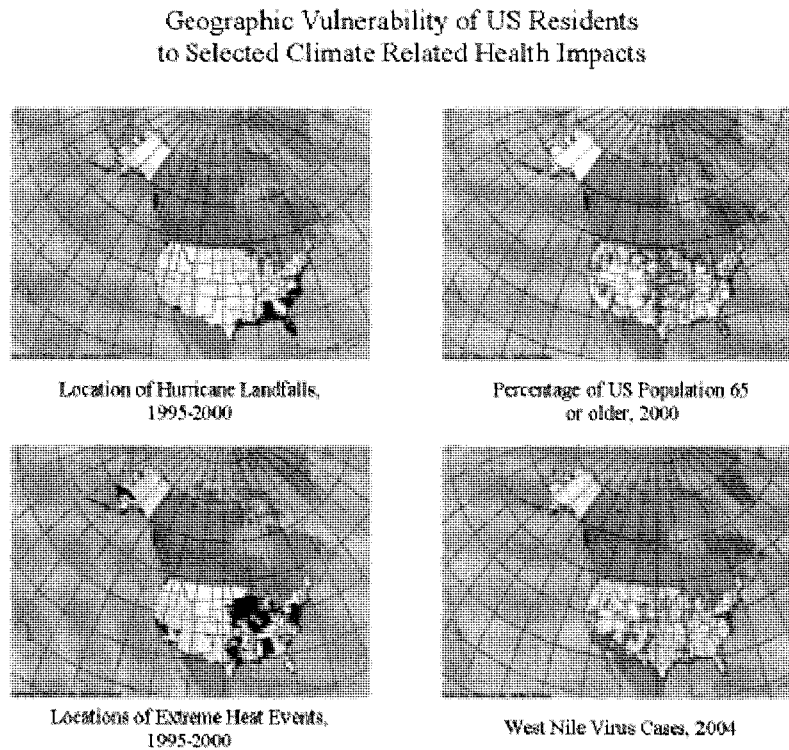 Geographic Vulnerability of US Residents
to Selected Climate Related Health Impacts
Location of Hurricane Landfalls,
1995-2000
Percentage of US Population 65
or older, 2000
Locations of Extreme Heat Events,
1995-2000
West Nile Virus Cases, 2004